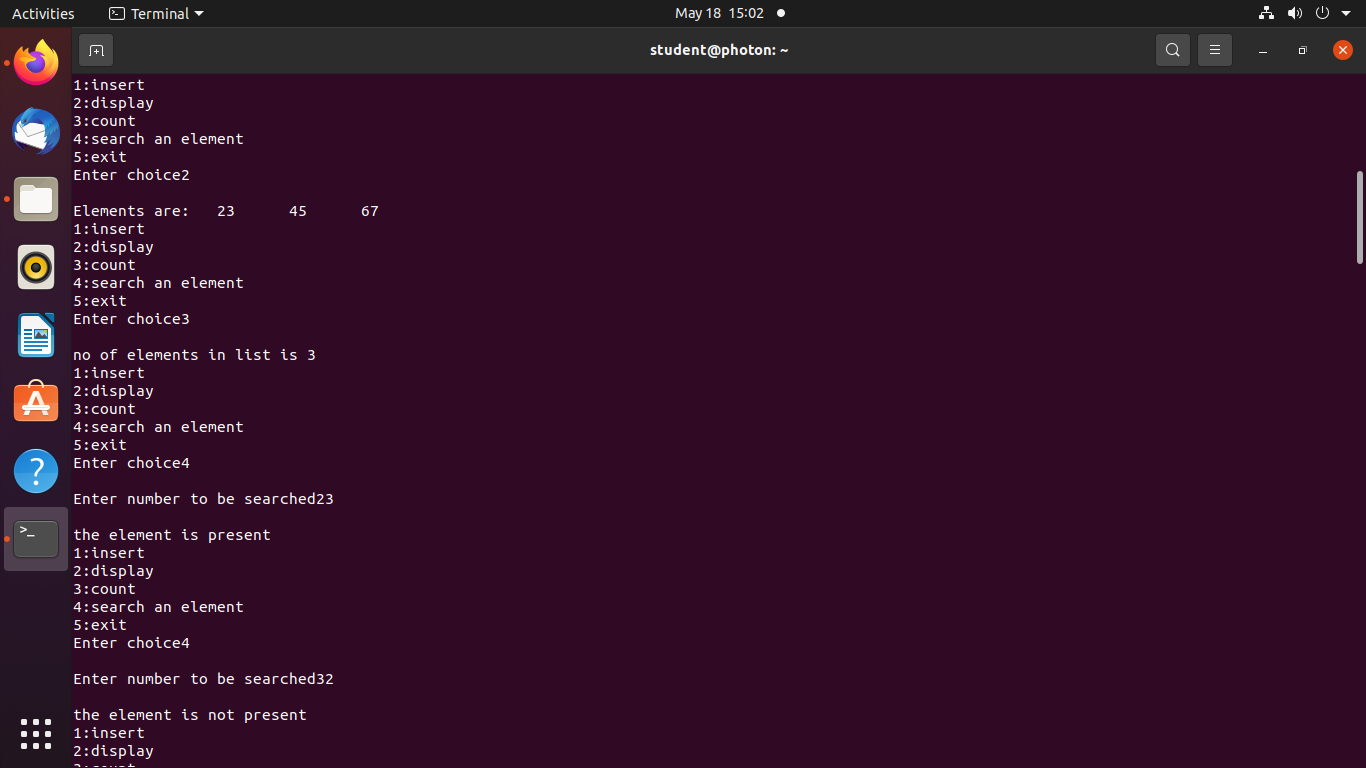 Activities Terminal May 18 15:02
student@photon: ~
1:insert
2:display
3:count
4:search an element
5:exit
Enter choice2
Elements are: 23 45 67
1:insert
2:display
3:count
4:search an element
5:exit
Enter choice3
no of elements in list is 3
1:insert
2:display
3:count
4:search an element
5:exit
Enter choice4
Enter number to be searched23
the element is present
1:insert
2:display
3:count
4:search an element
5:exit
Enter choice4
Enter number to be searched32
the element is not present
1:insert
2:display
3:count